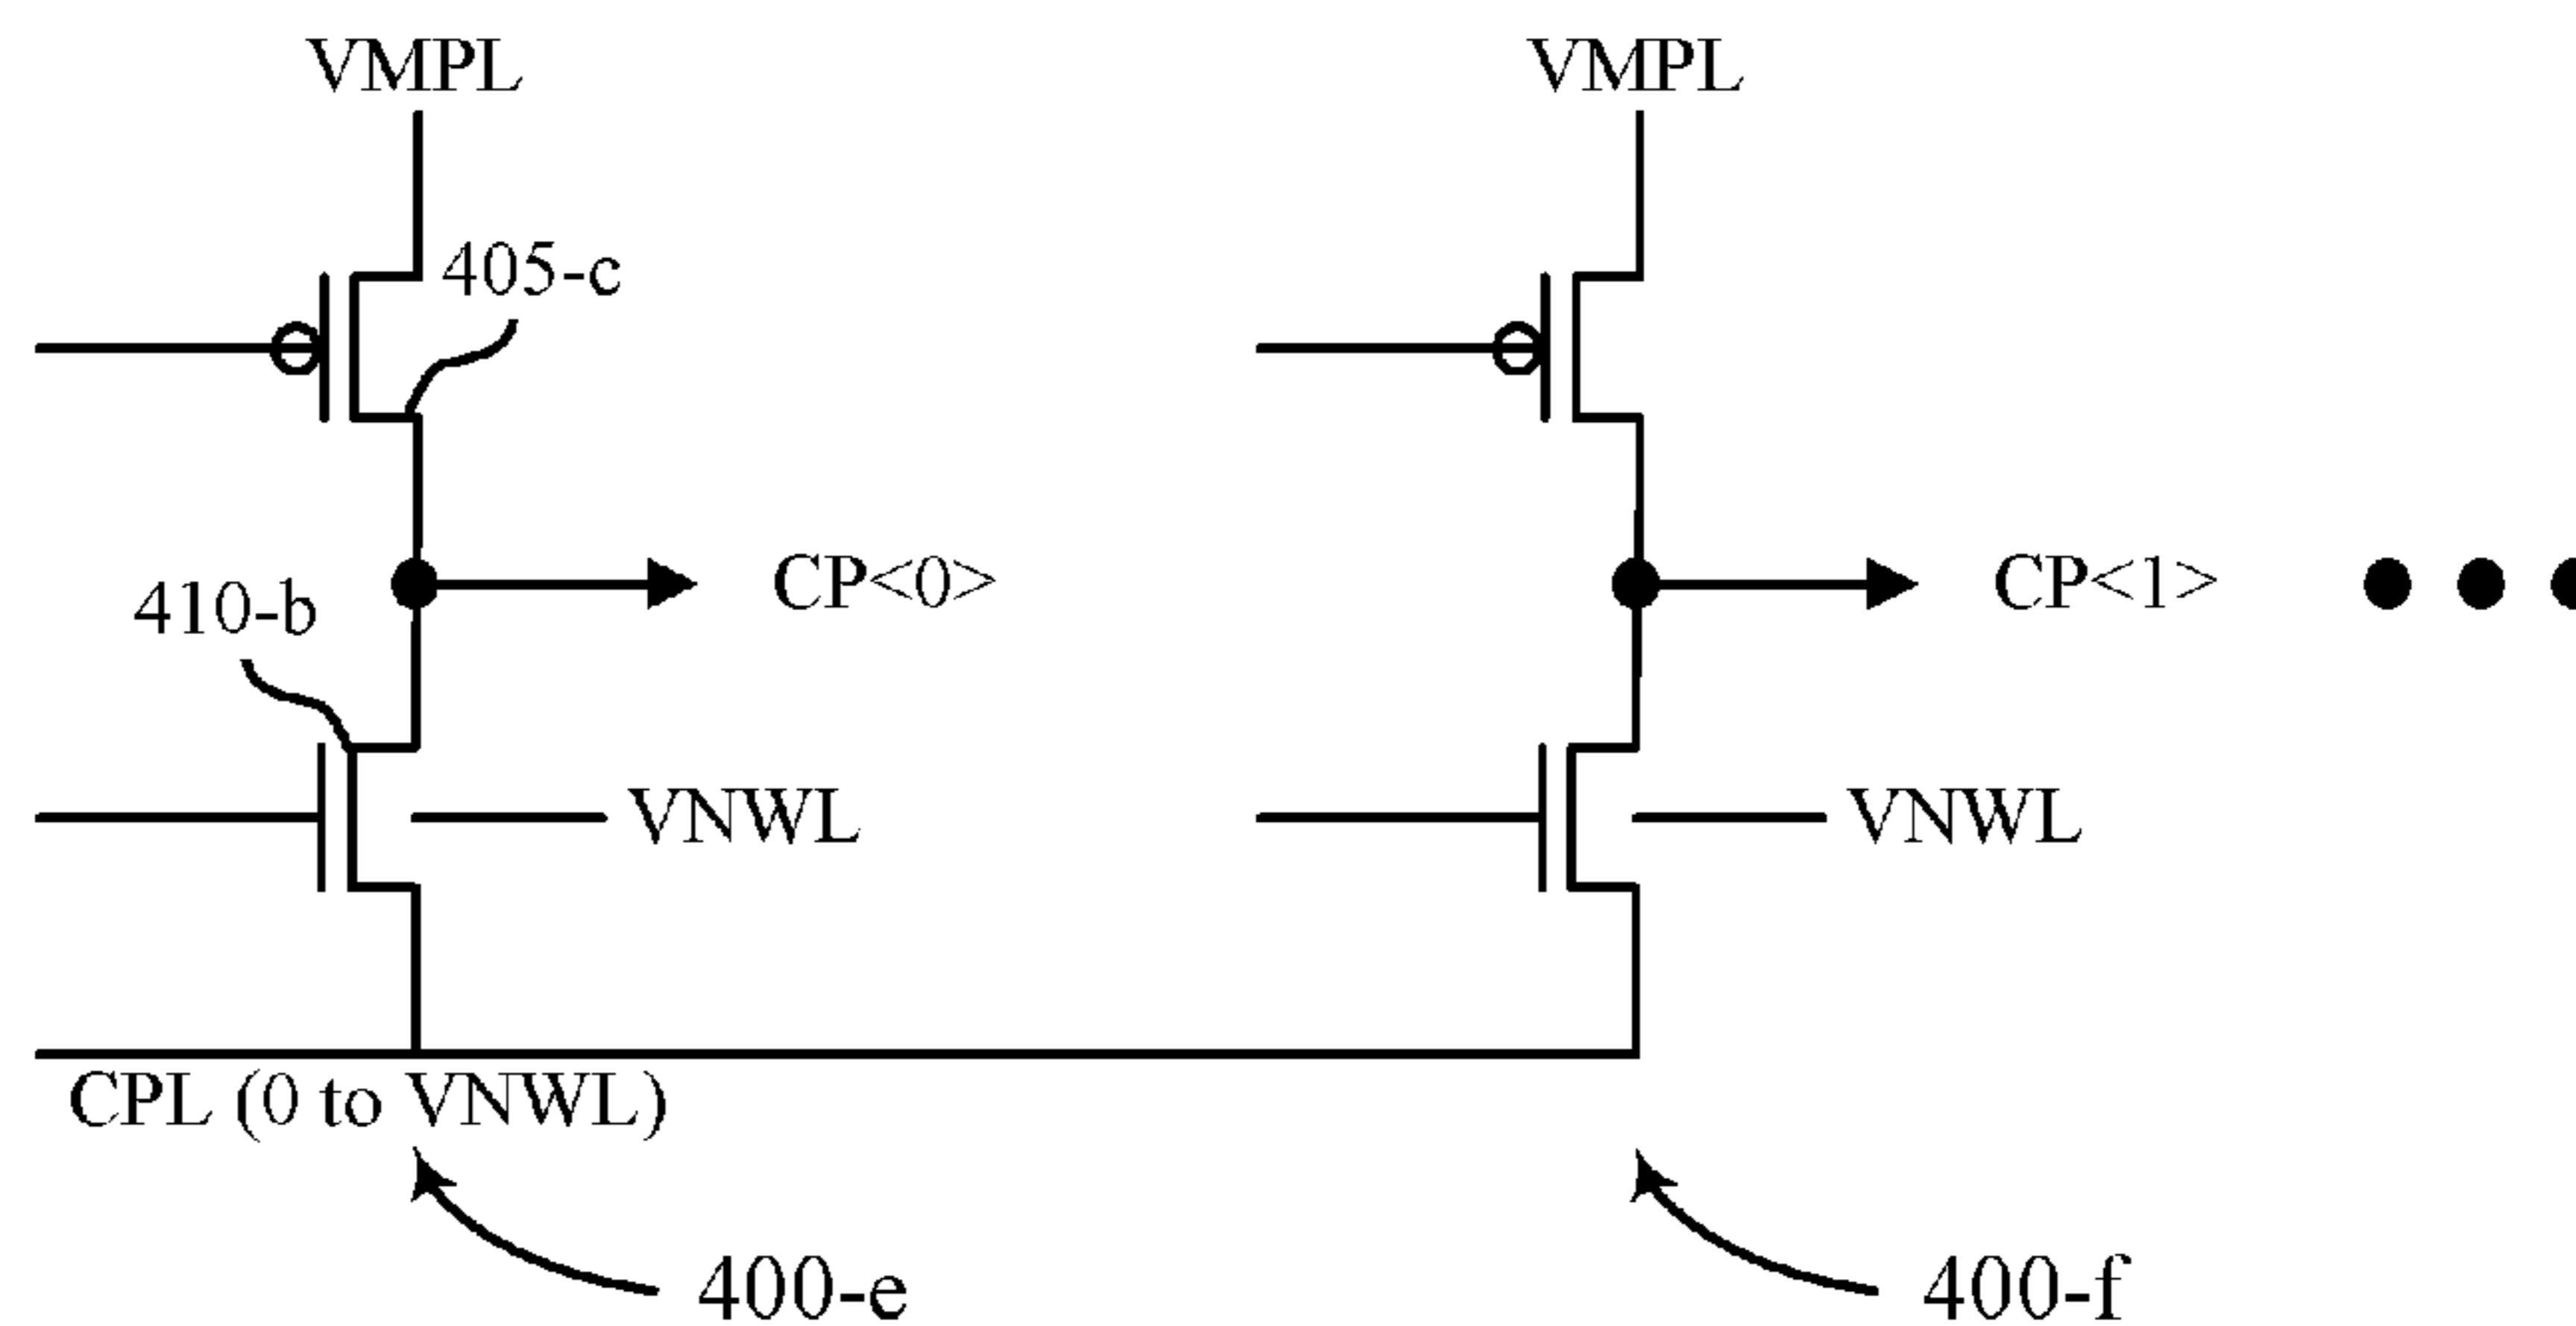 VMPL VMPL
405-c
CP<0> CP<1>
410-b
VNWL VNWL
CPL (0 to VNWL)
400-e 400-f